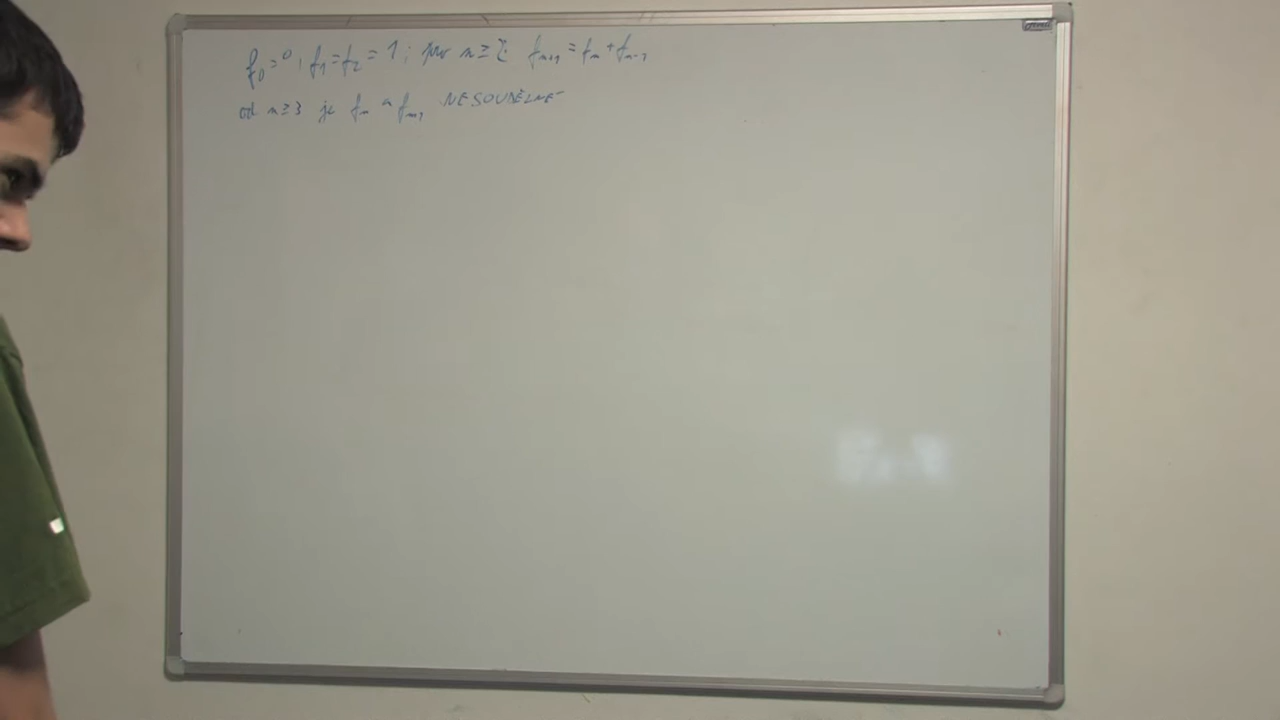 f₀ = 0, f₁ = f₂ = 1; pro n ≥ 2: fₙ₊₁ = fₙ + fₙ₋₁
od n ≥ 3 je fₙ a fₙ₊₁ NESOUDĚLNÉ